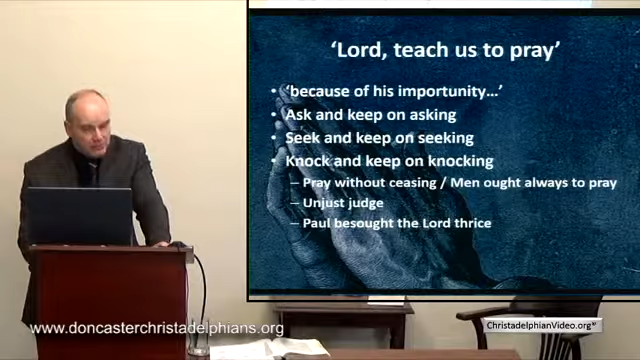 ‘Lord, teach us to pray’
• ‘because of his importunity…’
• Ask and keep on asking
• Seek and keep on seeking
• Knock and keep on knocking
– Pray without ceasing / Men ought always to pray
– Unjust judge
– Paul besought the Lord thrice
www.doncasterchristadelphians.org
ChristadelphianVideo.org®